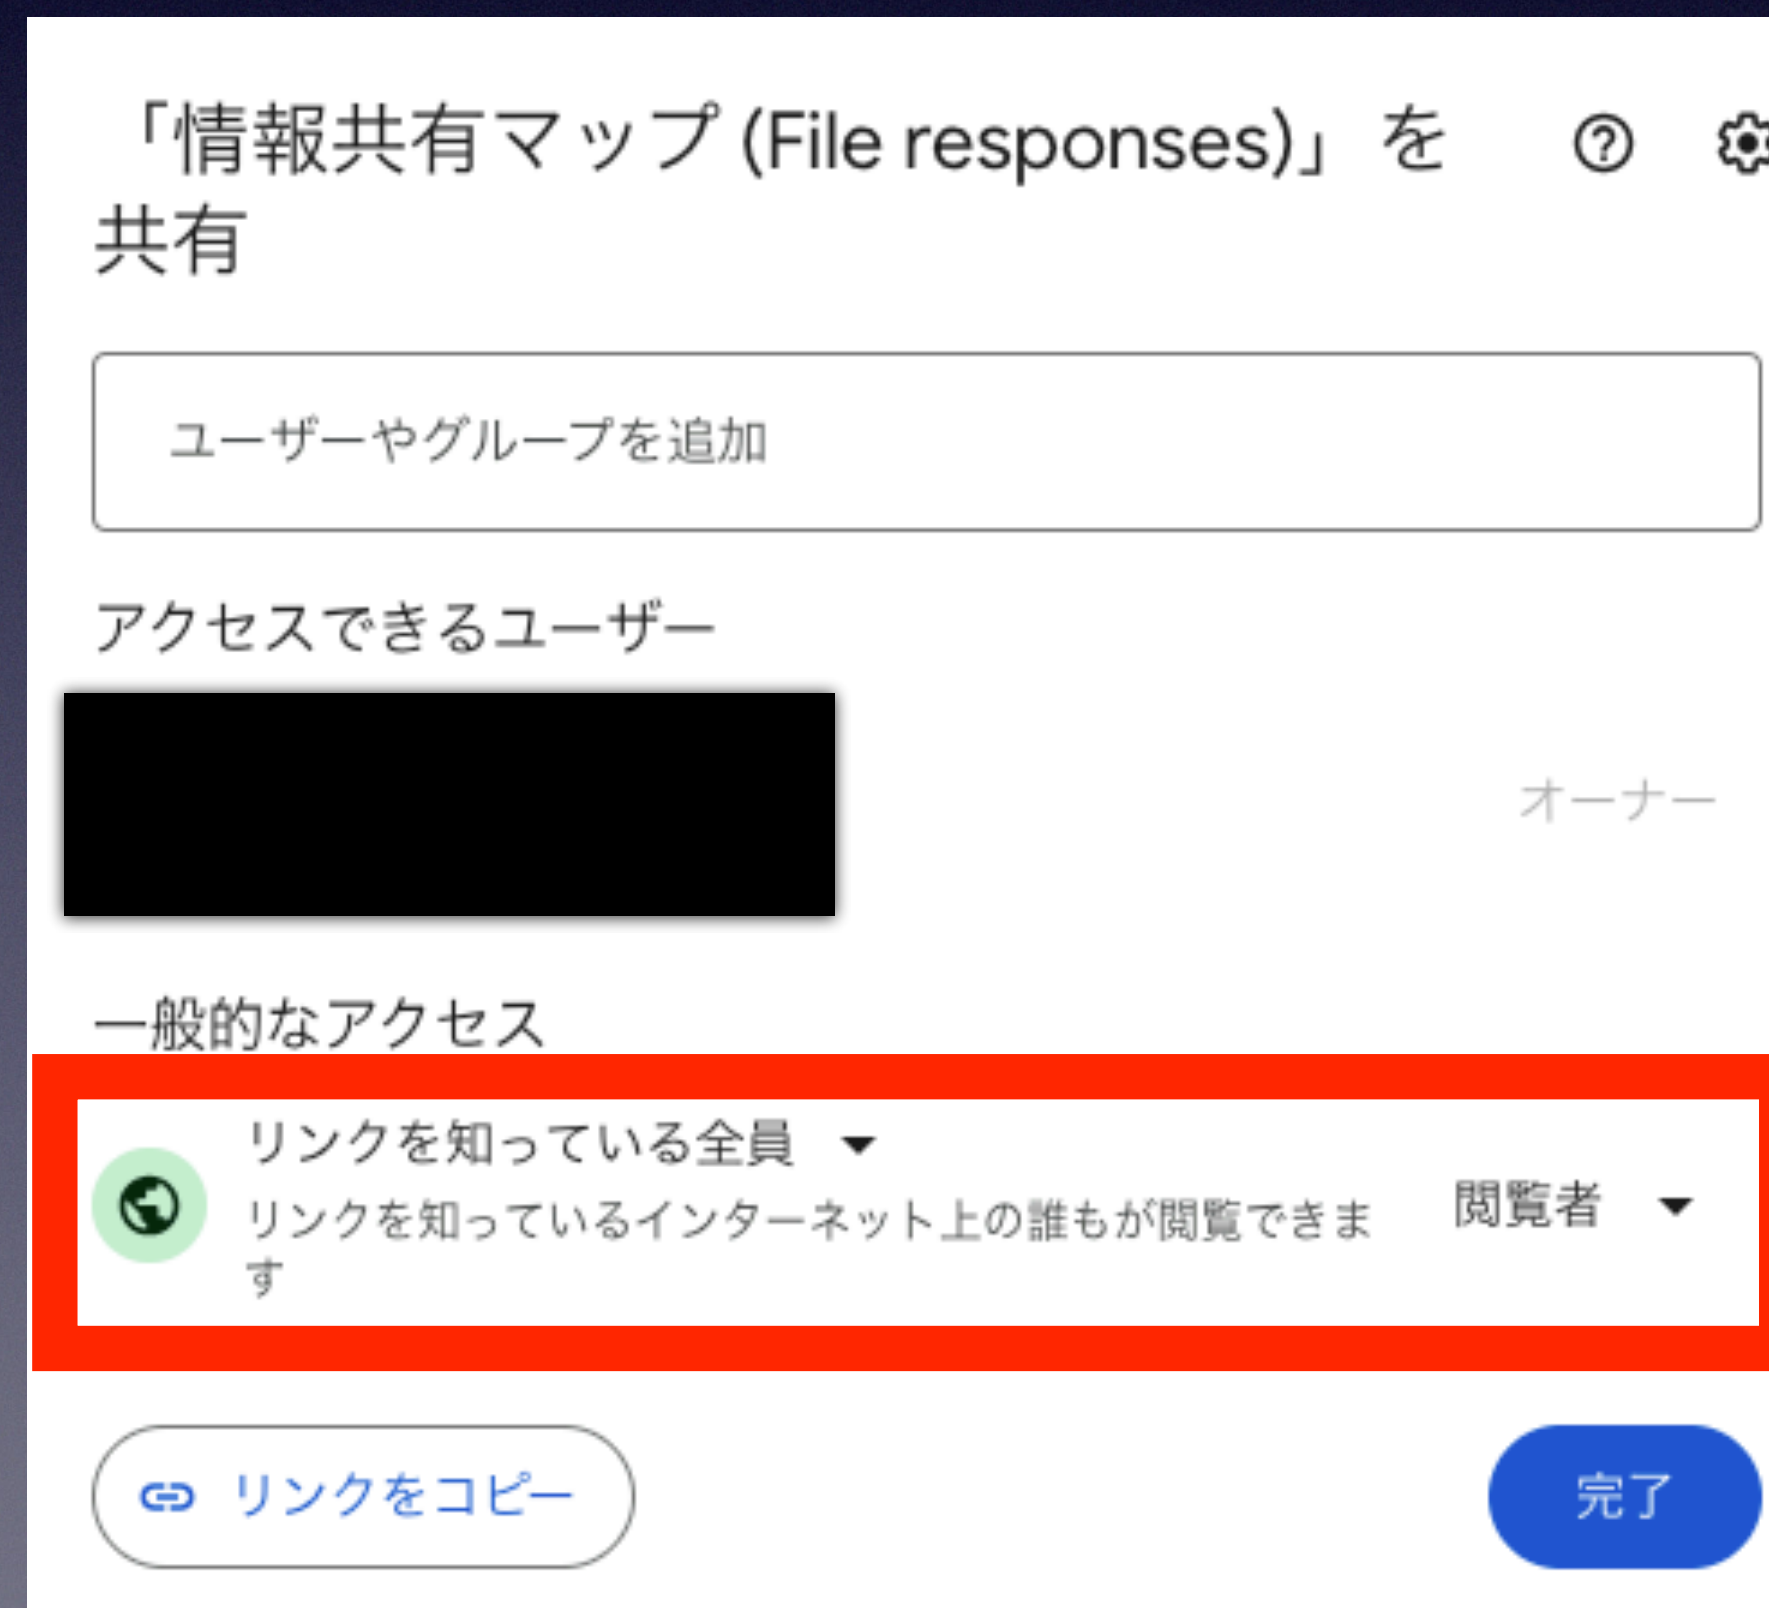 「情報共有マップ (File responses)」を
共有
ユーザーやグループを追加
アクセスできるユーザー
オーナー
一般的なアクセス
リンクを知っている全員
リンクを知っているインターネット上の誰もが閲覧できま
す
閲覧者
リンクをコピー
完了